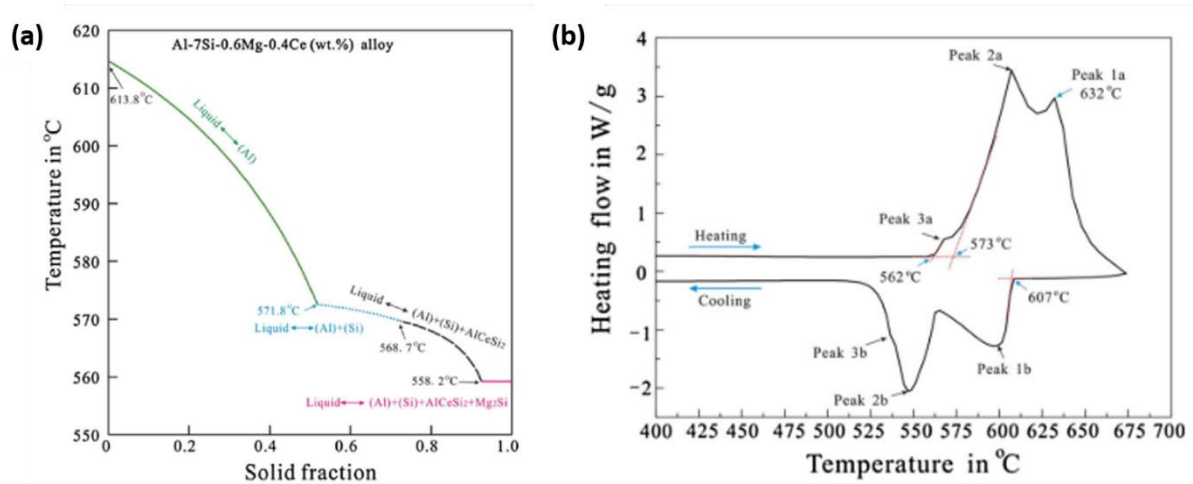 (a)
Al-7Si-0.6Mg-0.4Ce (wt.%) alloy
620
610
600
590
580
570
560
550
Temperature in °C
613.8°C
Liquid⟷(Al)
571.8°C
Liquid⟷(Al)+(Si)
Liquid⟷(Al)+(Si)+AlCeSi₂
568. 7°C
558. 2°C
Liquid⟷(Al)+(Si)+AlCeSi₂+Mg₂Si
0 0.2 0.4 0.6 0.8 1.0
Solid fraction
(b)
4
3
2
1
0
−1
−2
Heating flow in W/g
Peak 2a
Peak 1a
632°C
Peak 3a
Heating
573°C
562°C
Cooling
607°C
Peak 3b
Peak 1b
Peak 2b
400 425 450 475 500 525 550 575 600 625 650 675 700
Temperature in °C